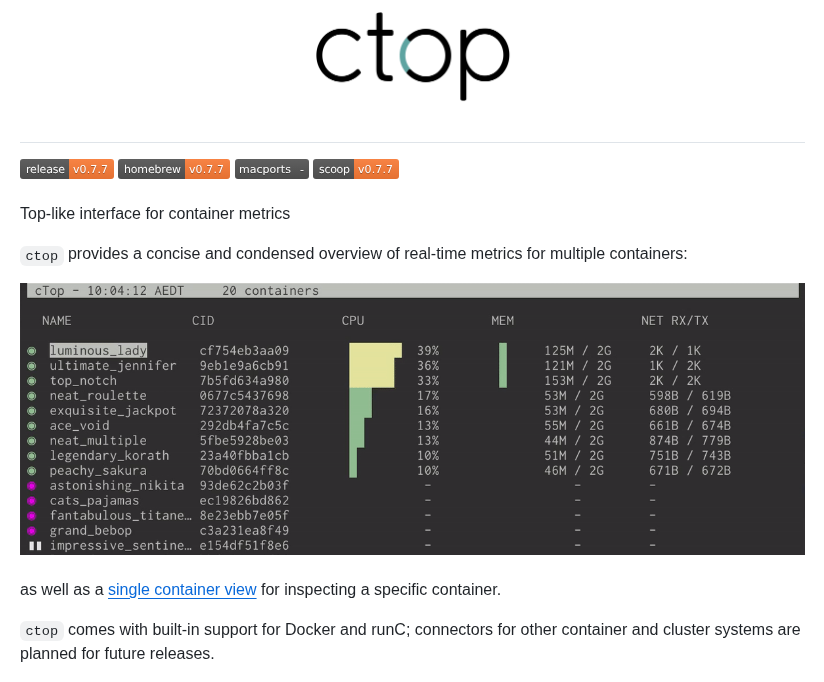 ctop
release v0.7.7 homebrew v0.7.7 macports - scoop v0.7.7
Top-like interface for container metrics
ctop provides a concise and condensed overview of real-time metrics for multiple containers:
cTop - 10:04:12 AEDT 20 containers
NAME CID CPU MEM NET RX/TX
luminous_lady cf754eb3aa09 39% 125M / 2G 2K / 1K
ultimate_jennifer 9eb1e9a6cb91 36% 121M / 2G 1K / 2K
top_notch 7b5fd634a980 33% 153M / 2G 2K / 2K
neat_roulette 0677c5437698 17% 53M / 2G 598B / 619B
exquisite_jackpot 72372078a320 16% 53M / 2G 680B / 694B
ace_void 292db4fa7c5c 13% 55M / 2G 661B / 674B
neat_multiple 5fbe5928be03 13% 44M / 2G 874B / 779B
legendary_korath 23a40fbba1cb 10% 51M / 2G 751B / 743B
peachy_sakura 70bd0664ff8c 10% 46M / 2G 671B / 672B
astonishing_nikita 93de62c2b03f - - -
cats_pajamas ec19826bd862 - - -
fantabulous_titane… 8e23ebb7e05f - - -
grand_bebop c3a231ea8f49 - - -
impressive_sentine… e154df51f8e6 - - -
as well as a single container view for inspecting a specific container.
ctop comes with built-in support for Docker and runC; connectors for other container and cluster systems are
planned for future releases.